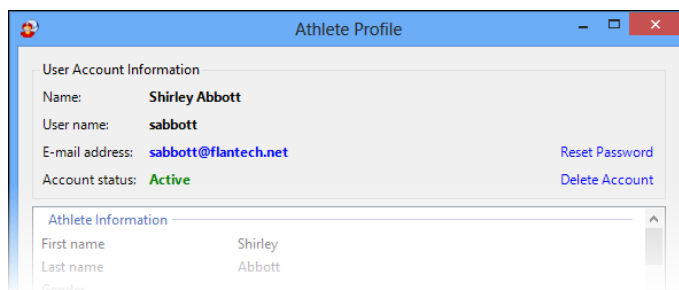 Athlete Profile
User Account Information
Name: Shirley Abbott
User name: sabbott
E-mail address: sabbott@flantech.net Reset Password
Account status: Active Delete Account
Athlete Information
First name Shirley
Last name Abbott
Gender